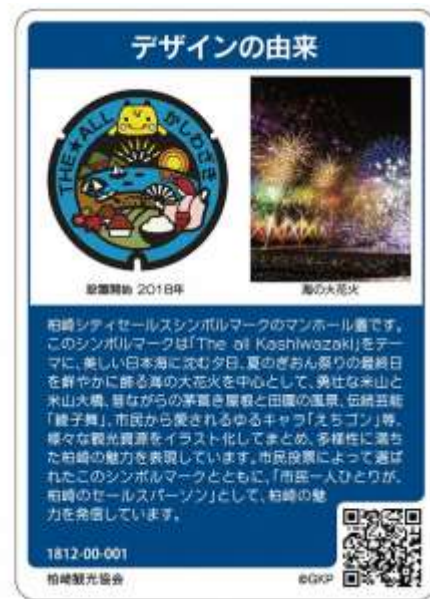 デザインの由来
THE★ALL かしわざき
設置開始 2018年
海の大花火
柏崎シティセールスシンボルマークのマンホール蓋です。
このシンボルマークは「The all Kashiwazaki」をテー
マに、美しい日本海に沈む夕日、夏のぎおん祭りの最終日
を鮮やかに飾る海の大花火を中心として、勇壮な米山と
米山大橋、昔ながらの茅葺き屋根と田園の風景、伝統芸能
「綾子舞」、市民から愛されるゆるキャラ「えちゴン」等、
様々な観光資源をイラスト化してまとめ、多様性に満ち
た柏崎の魅力を表現しています。市民投票によって選ば
れたこのシンボルマークとともに、「市民一人ひとりが、
柏崎のセールスパーソン」として、柏崎の魅
力を発信しています。
1812-00-001
柏崎観光協会 ©GKP